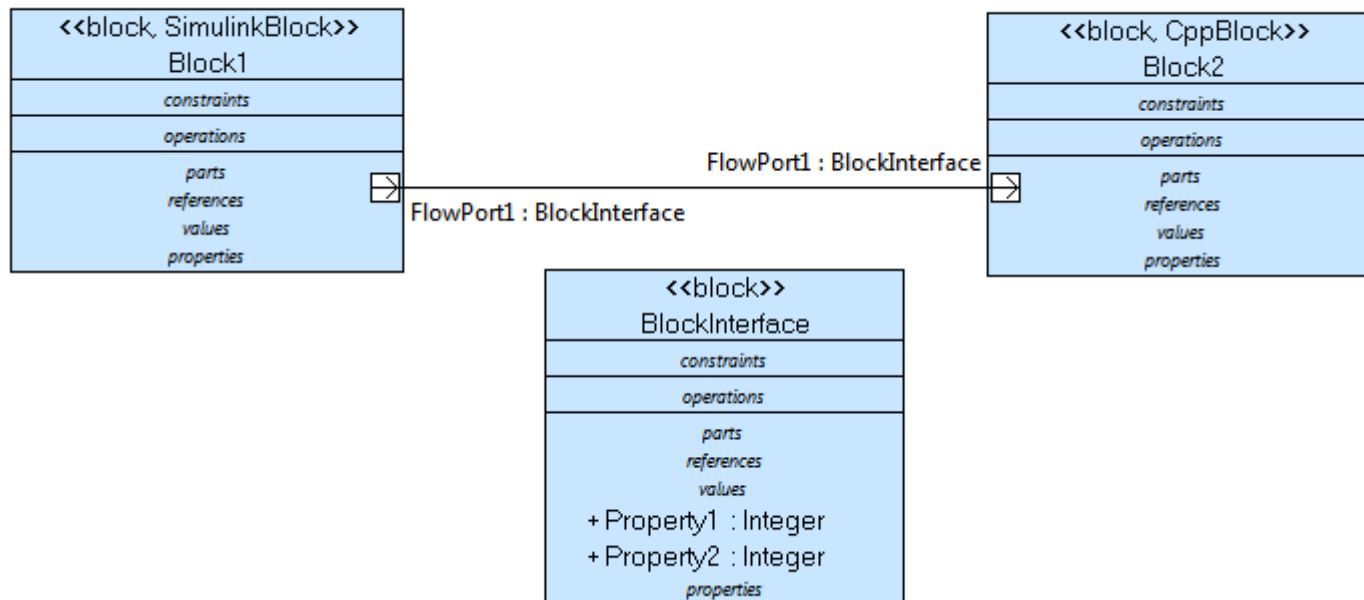 <<block, SimulinkBlock>>
Block1
constraints
operations
parts
references
values
properties
<<block, CppBlock>>
Block2
constraints
operations
parts
references
values
properties
FlowPort1 : BlockInterface
FlowPort1 : BlockInterface
<<block>>
BlockInterface
constraints
operations
parts
references
values
+ Property1 : Integer
+ Property2 : Integer
properties